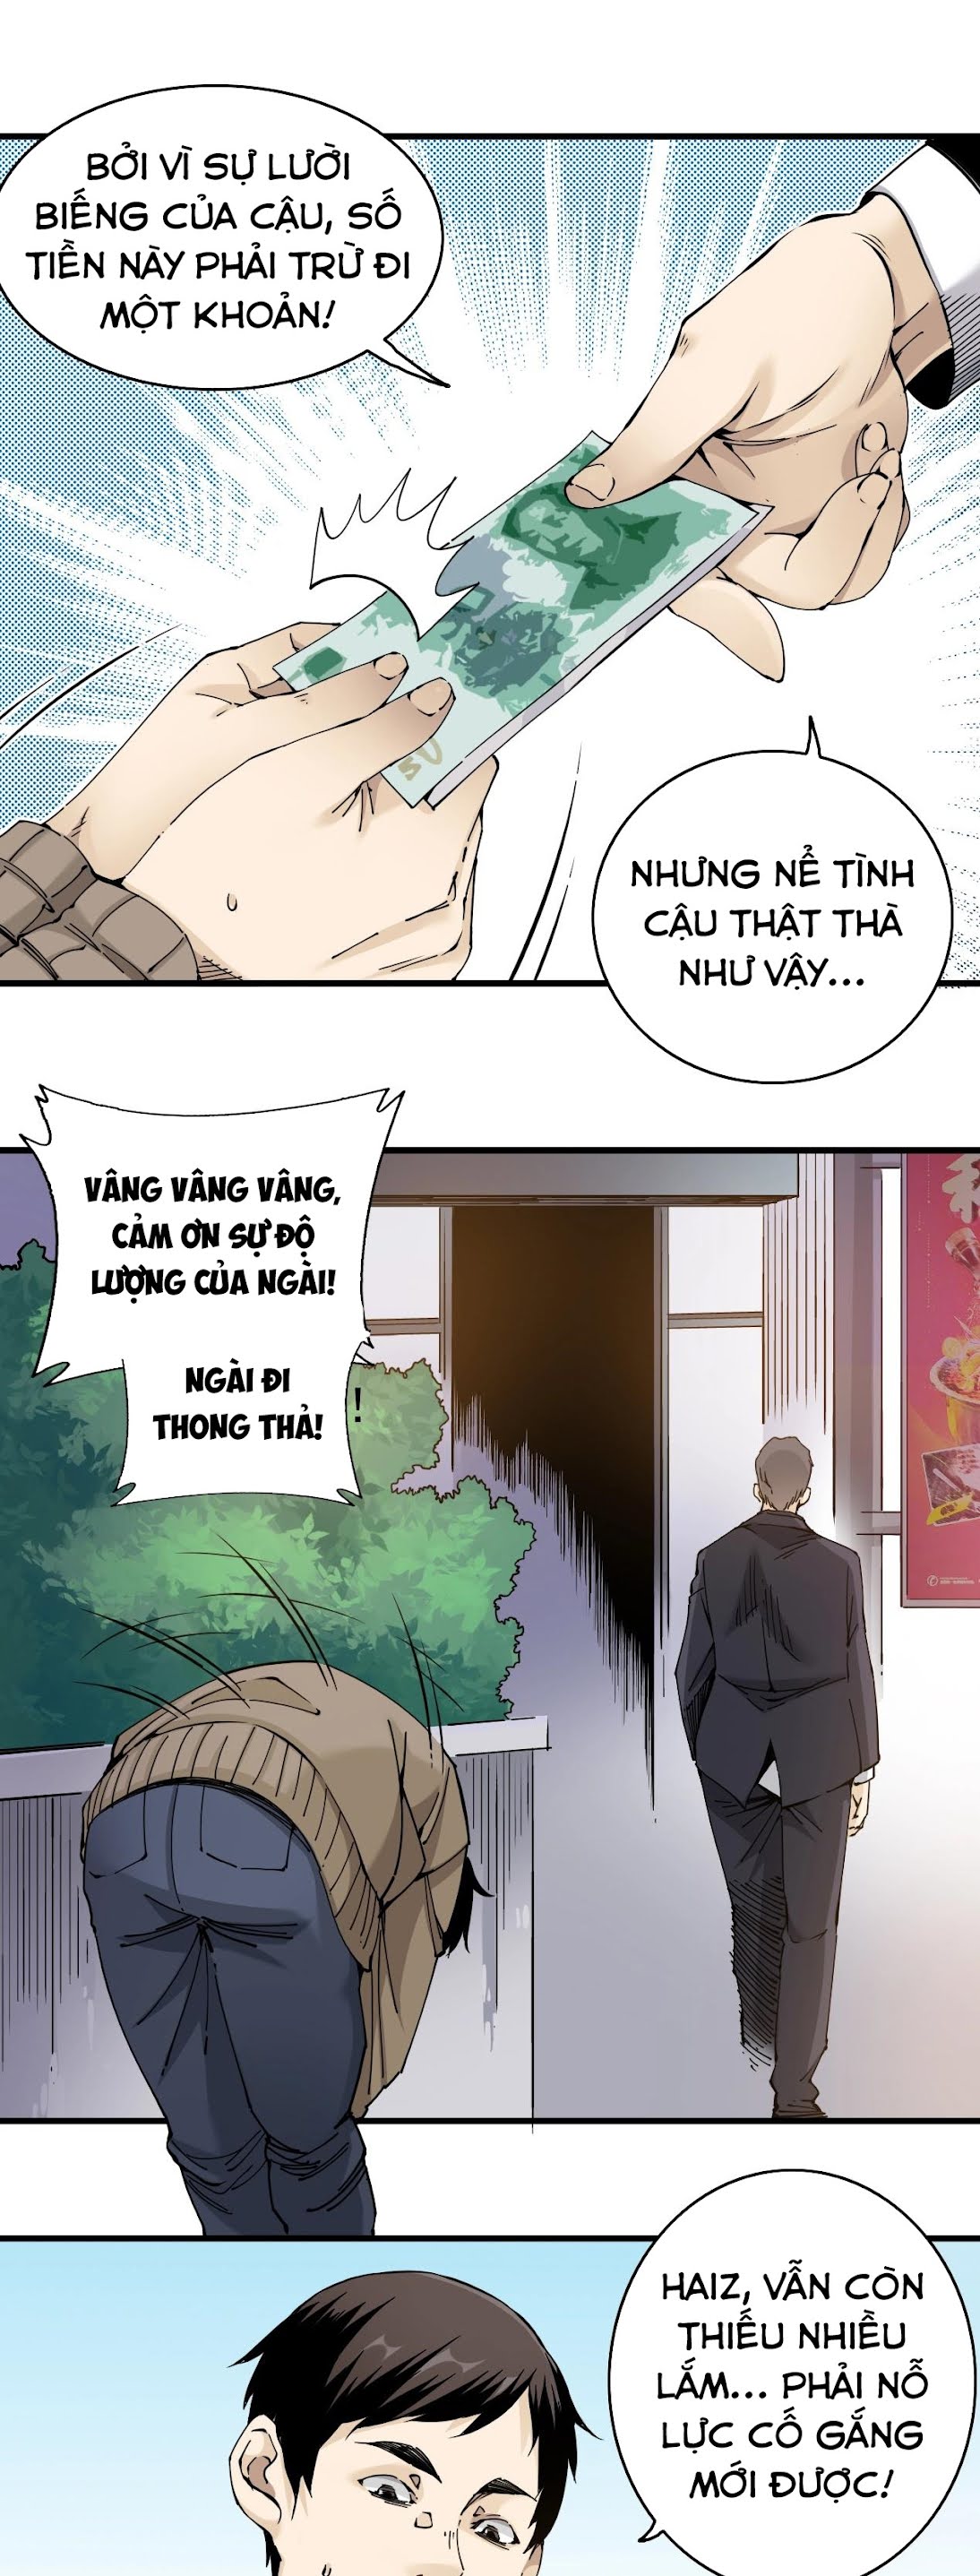 BỞI VÌ SỰ LƯỜI
BIẾNG CỦA CẬU, SỐ
TIỀN NÀY PHẢI TRỪ ĐI
MỘT KHOẢN!
NHƯNG NỂ TÌNH
CẬU THẬT THÀ
NHƯ VẬY...
VÂNG VÂNG VÂNG,
CẢM ƠN SỰ ĐỘ
LƯỢNG CỦA NGÀI!
NGÀI ĐI
THONG THẢ!
!
HAIZ, VẪN CÒN
THIẾU NHIỀU
LẮM... PHẢI NỖ
LỰC CỐ GẮNG
MỚI ĐƯỢC!